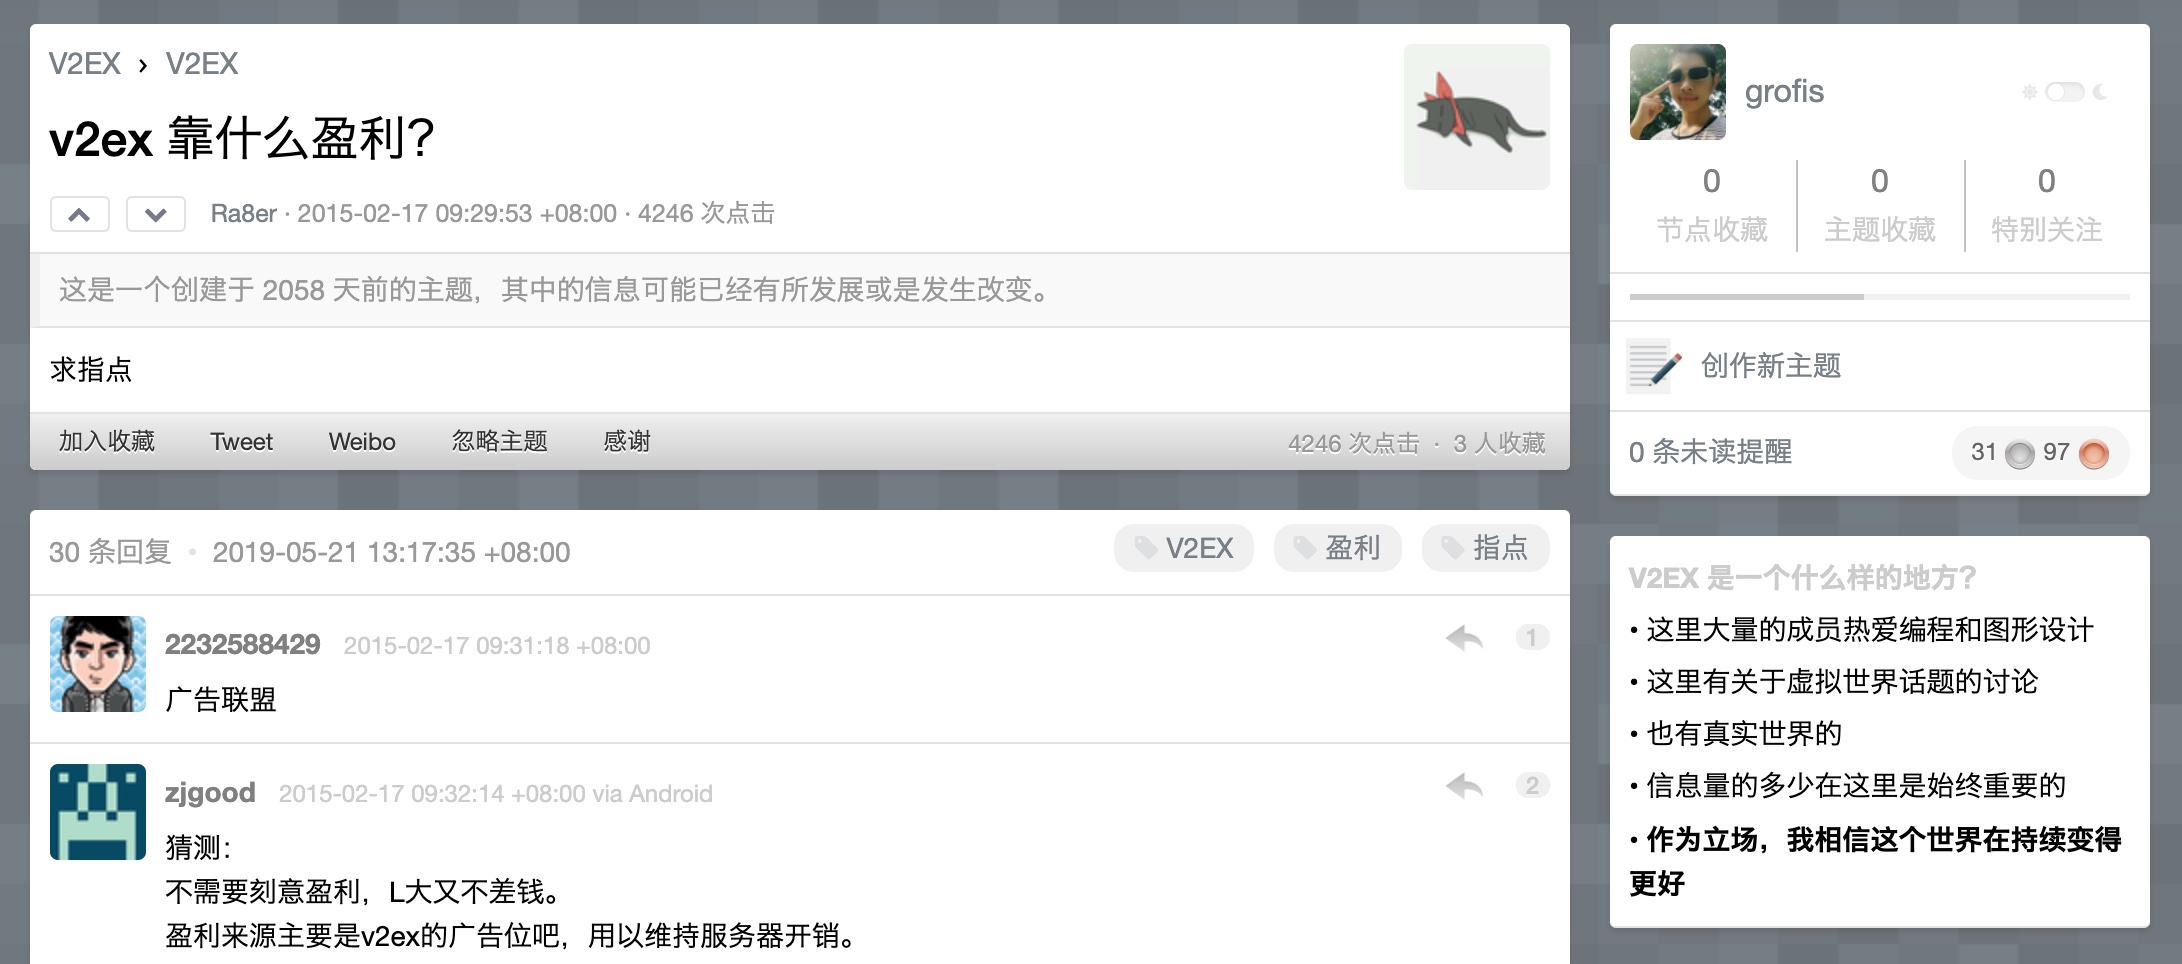 V2EX › V2EX
v2ex 靠什么盈利？
Ra8er · 2015-02-17 09:29:53 +08:00 · 4246 次点击
这是一个创建于 2058 天前的主题，其中的信息可能已经有所发展或是发生改变。
求指点
加入收藏 Tweet Weibo 忽略主题 感谢 4246 次点击 · 3 人收藏
30 条回复 • 2019-05-21 13:17:35 +08:00 V2EX 盈利 指点
2232588429 2015-02-17 09:31:18 +08:00 1
广告联盟
zjgood 2015-02-17 09:32:14 +08:00 via Android 2
猜测：
不需要刻意盈利，L大又不差钱。
盈利来源主要是v2ex的广告位吧，用以维持服务器开销。
grofis
0 0 0
节点收藏 主题收藏 特别关注
创作新主题
0 条未读提醒 31 97
V2EX 是一个什么样的地方？
• 这里大量的成员热爱编程和图形设计
• 这里有关于虚拟世界话题的讨论
• 也有真实世界的
• 信息量的多少在这里是始终重要的
• 作为立场，我相信这个世界在持续变得
更好